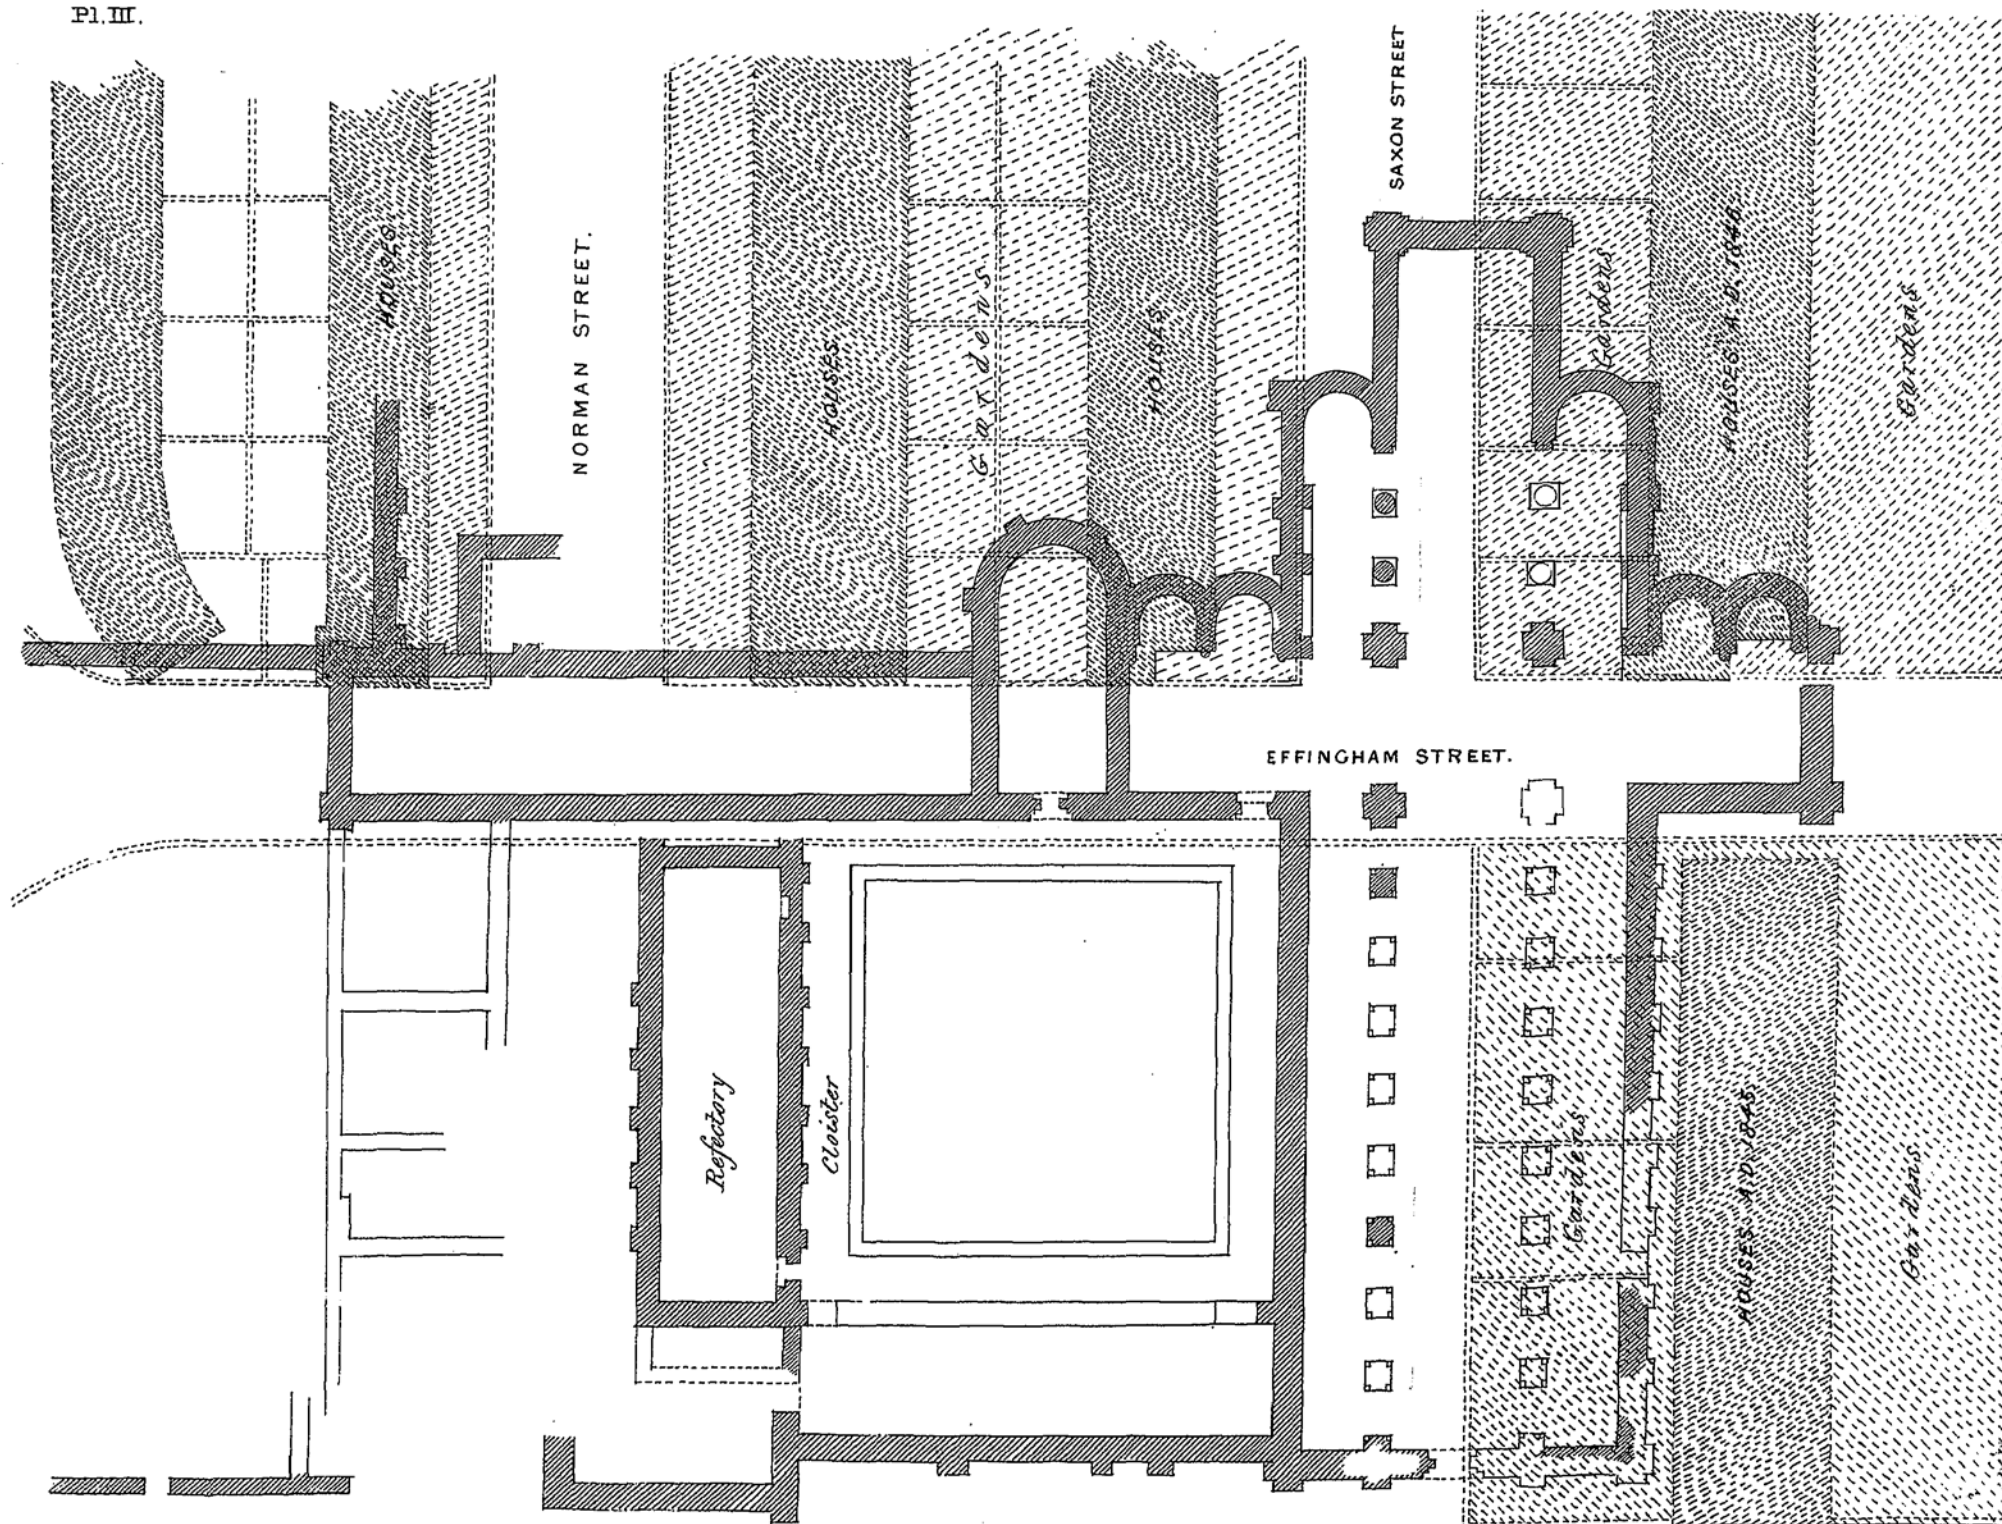 Pl. III.
SAXON STREET
HOUSES
NORMAN STREET.
HOUSES
Gardens
HOUSES
Gardens
HOUSES A.D. 1846
Gardens
EFFINGHAM STREET.
Refectory
Cloister
Gardens
HOUSES A.D. 1845
Gardens